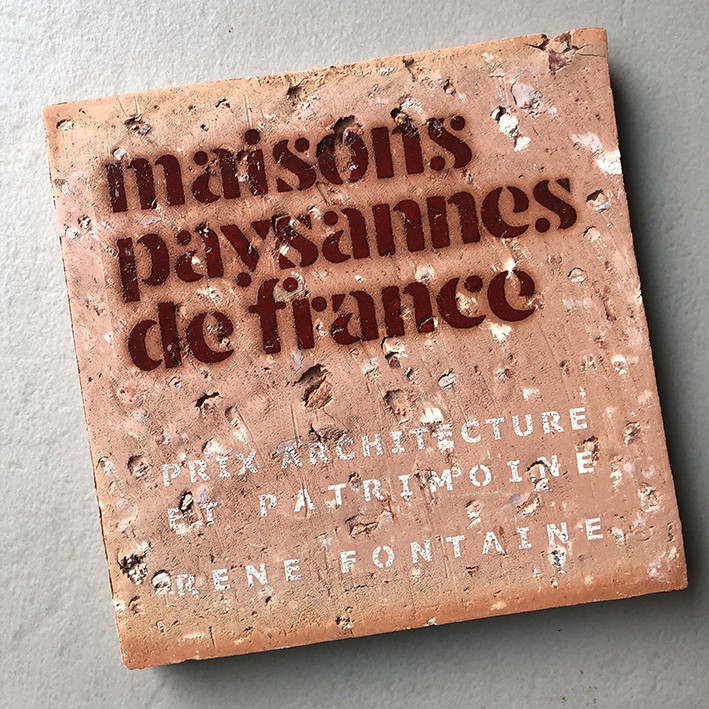 maisons
paysannes
de france
PRIX ARCHITECTURE
ET PATRIMOINE
RENE FONTAINE